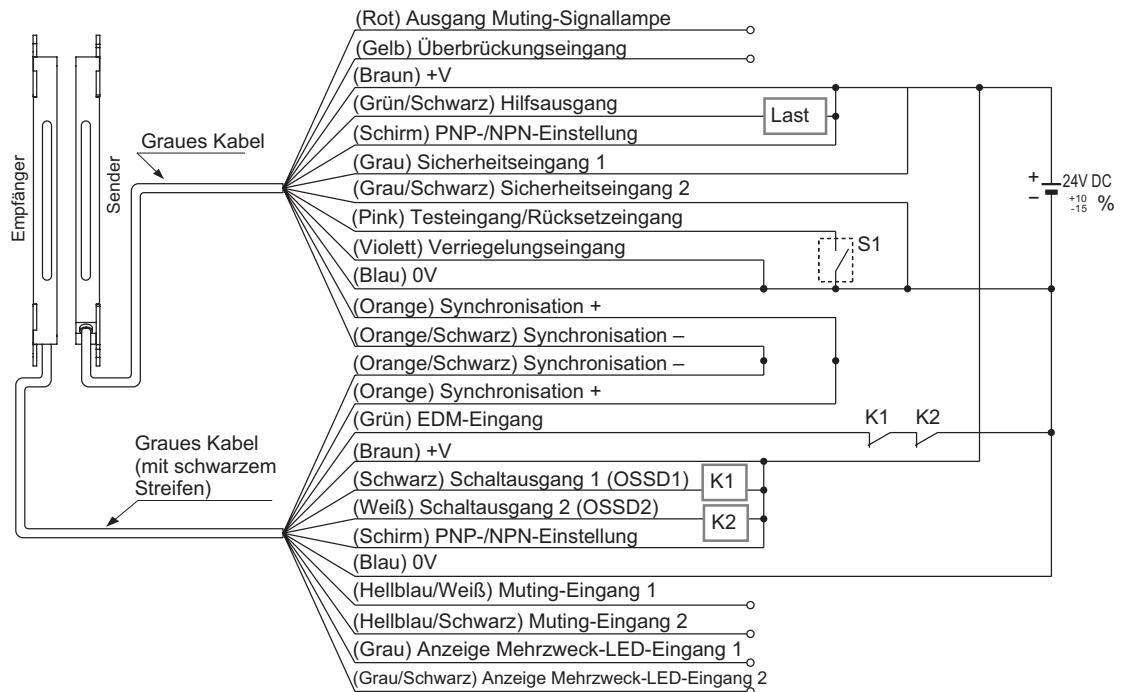 (Rot) Ausgang Muting-Signallampe
(Gelb) Überbrückungseingang
(Braun) +V
(Grün/Schwarz) Hilfsausgang
Last
(Schirm) PNP-/NPN-Einstellung
Graues Kabel
(Grau) Sicherheitseingang 1
(Grau/Schwarz) Sicherheitseingang 2
+
−
24V DC
+10
-15 %
Empfänger
Sender
(Pink) Testeingang/Rücksetzeingang
S1
(Violett) Verriegelungseingang
(Blau) 0V
(Orange) Synchronisation +
(Orange/Schwarz) Synchronisation –
(Orange/Schwarz) Synchronisation –
(Orange) Synchronisation +
(Grün) EDM-Eingang
K1 K2
Graues Kabel
(mit schwarzem
Streifen)
(Braun) +V
(Schwarz) Schaltausgang 1 (OSSD1)
K1
(Weiß) Schaltausgang 2 (OSSD2)
K2
(Schirm) PNP-/NPN-Einstellung
(Blau) 0V
(Hellblau/Weiß) Muting-Eingang 1
(Hellblau/Schwarz) Muting-Eingang 2
(Grau) Anzeige Mehrzweck-LED-Eingang 1
(Grau/Schwarz) Anzeige Mehrzweck-LED-Eingang 2